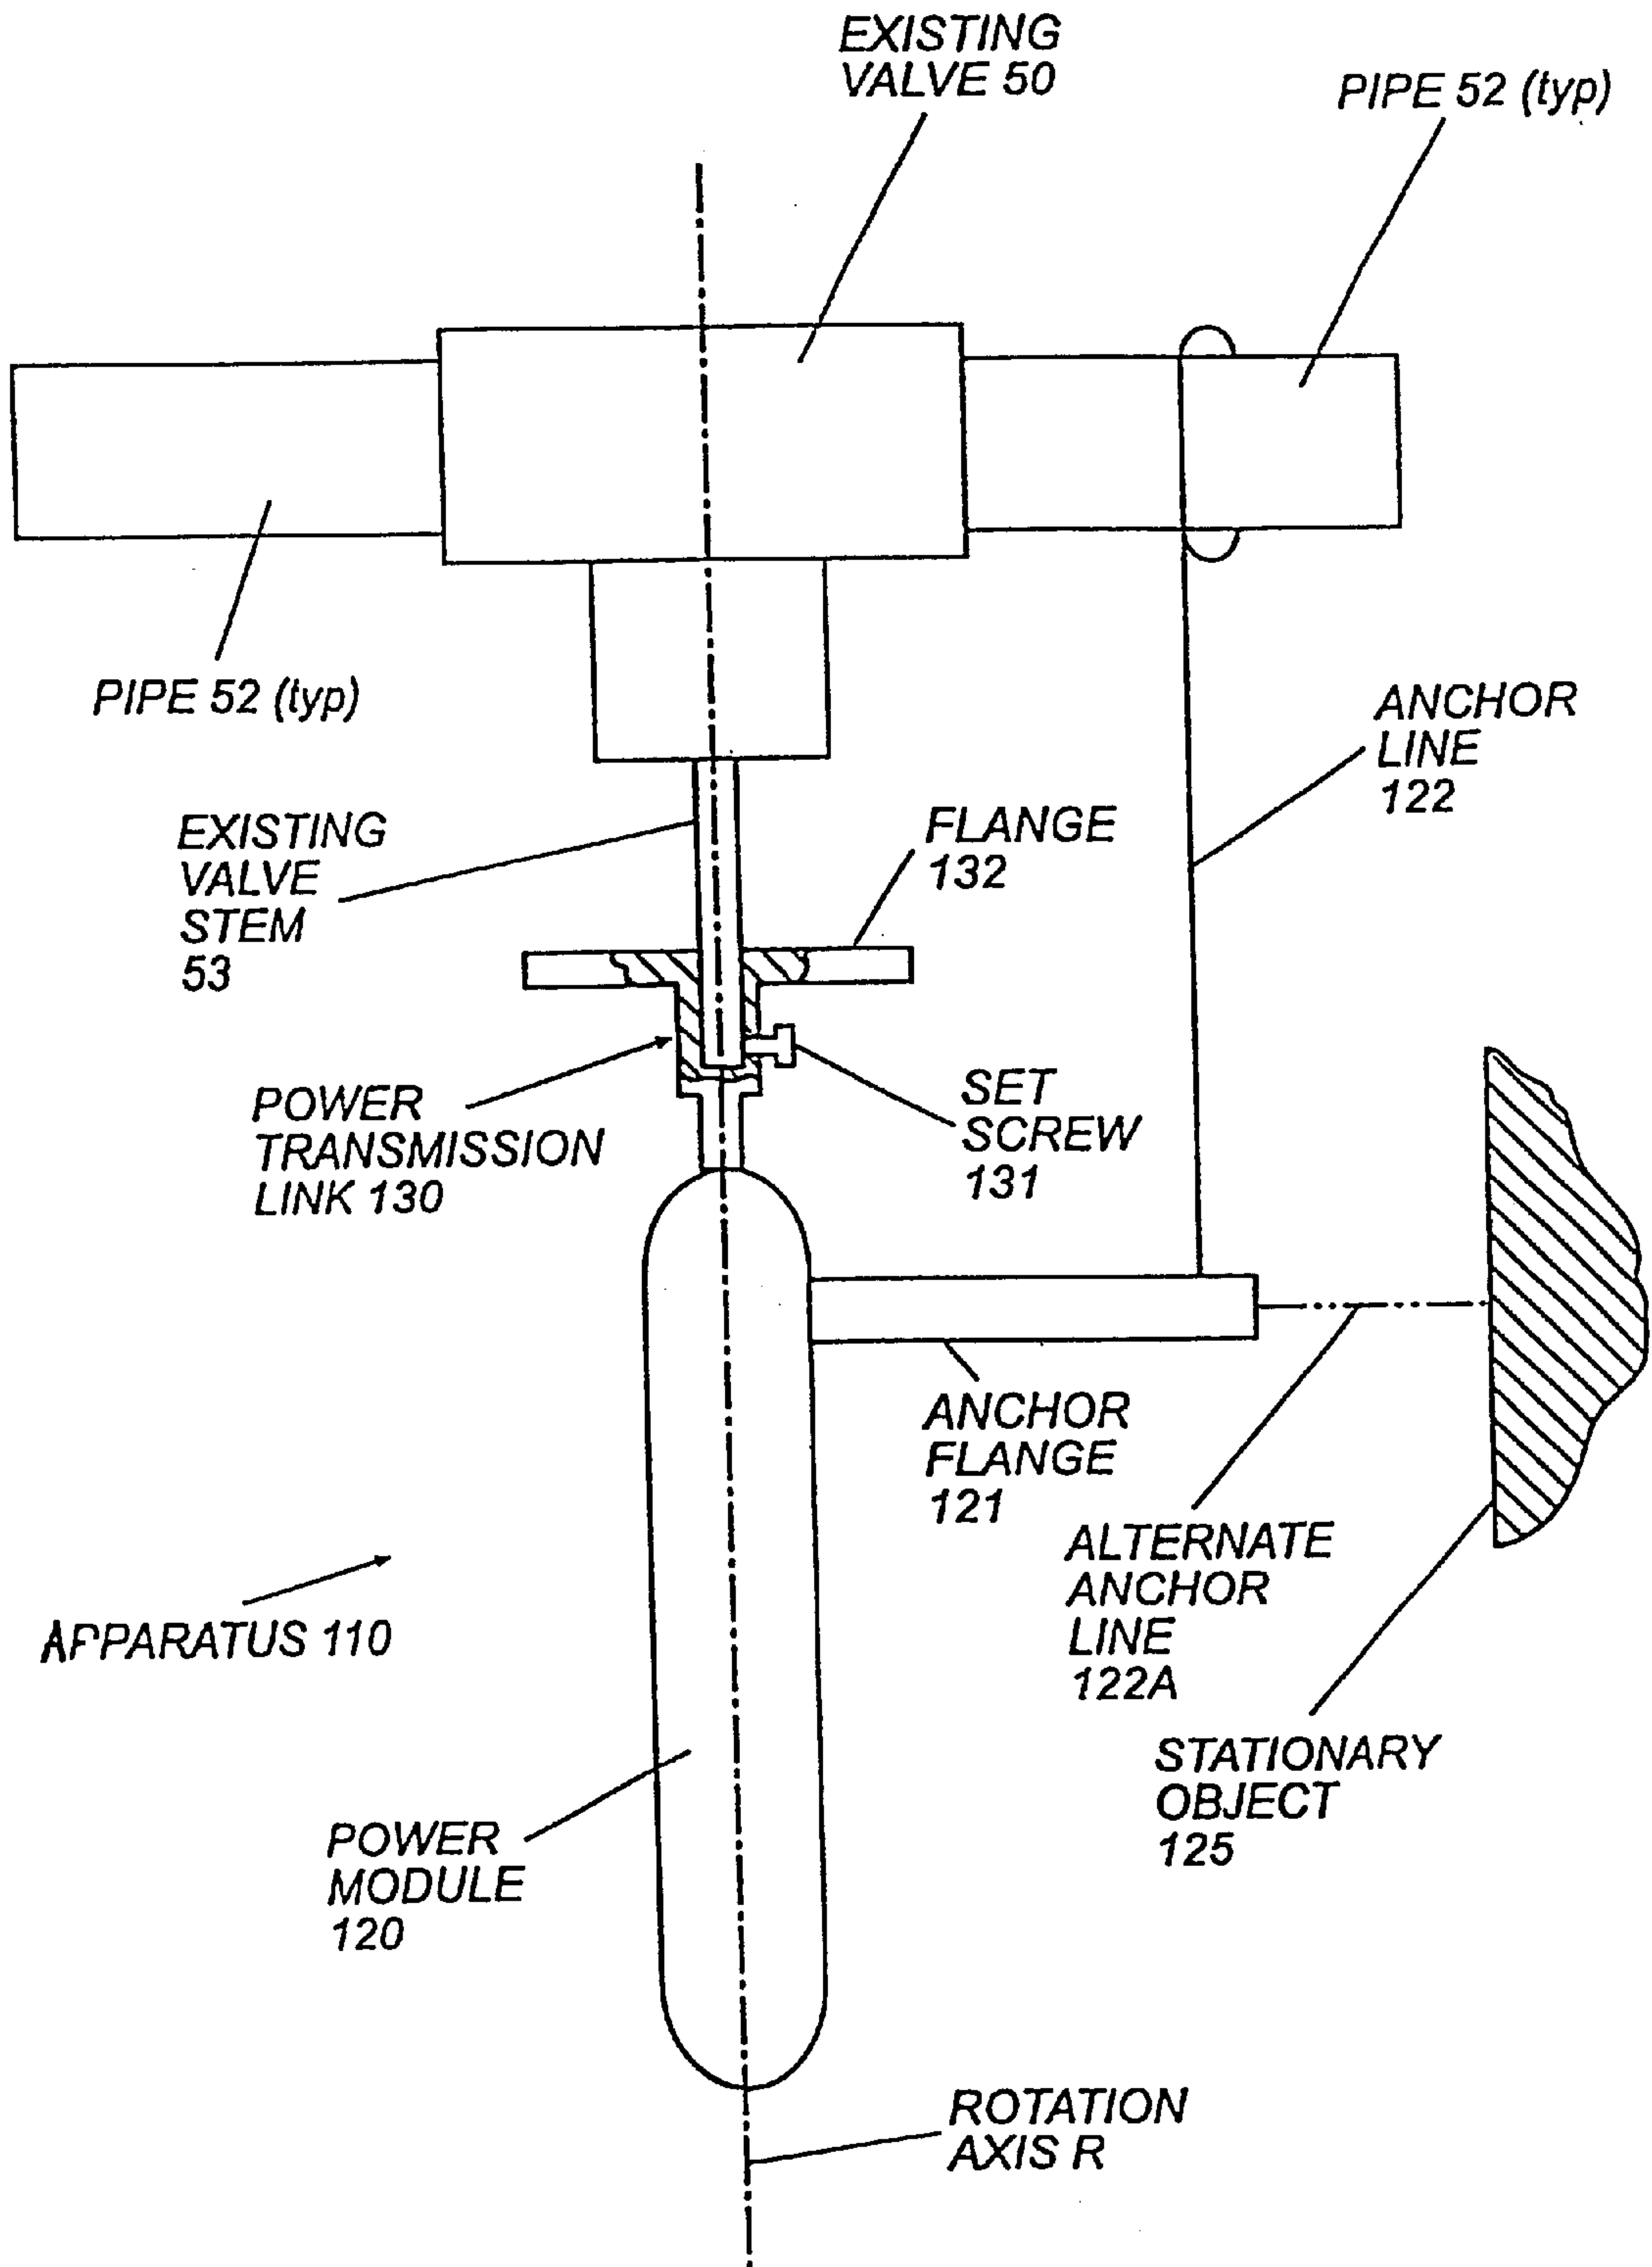 EXISTING
VALVE 50
PIPE 52 (typ)
PIPE 52 (typ)
ANCHOR
LINE
122
EXISTING
VALVE
STEM
53
FLANGE
132
POWER
TRANSMISSION
LINK 130
SET
SCREW
131
ANCHOR
FLANGE
121
ALTERNATE
ANCHOR
LINE
122A
APPARATUS 110
STATIONARY
OBJECT
125
POWER
MODULE
120
ROTATION
AXIS R